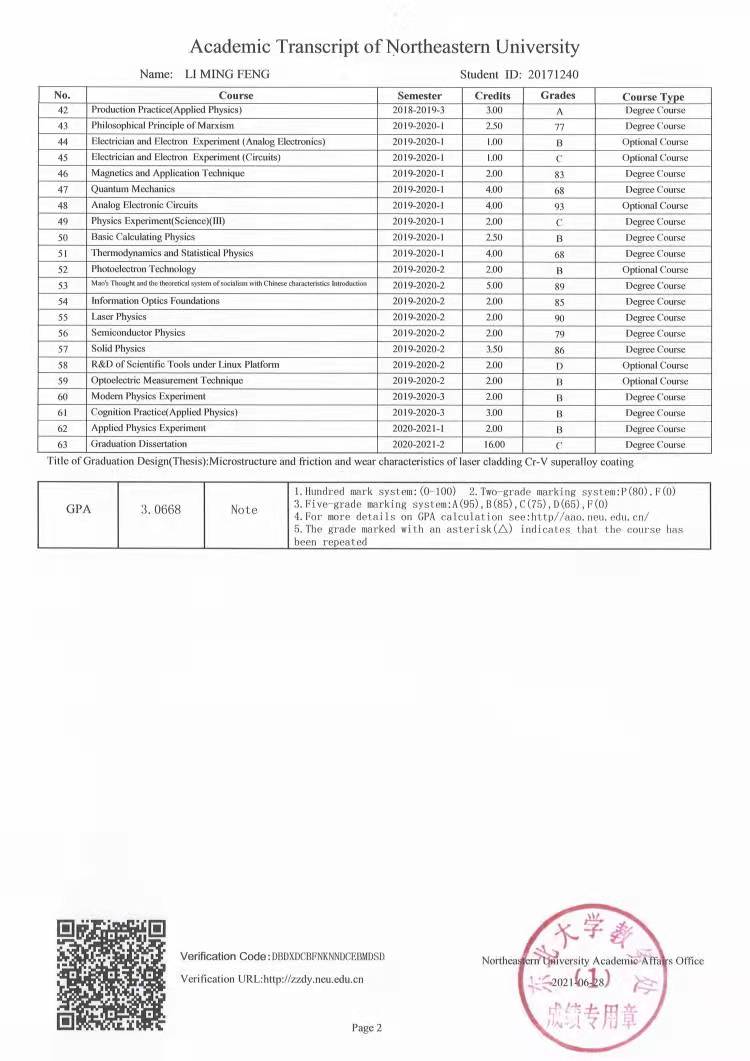 Academic Transcript of Northeastern University
Name: LI MING FENG Student ID: 20171240
No. Course Semester Credits Grades Course Type
42 Production Practice(Applied Physics) 2018-2019-3 3.00 A Degree Course
43 Philosophical Principle of Marxism 2019-2020-1 2.50 77 Degree Course
44 Electrician and Electron Experiment (Analog Electronics) 2019-2020-1 1.00 B Optional Course
45 Electrician and Electron Experiment (Circuits) 2019-2020-1 1.00 C Optional Course
46 Magnetics and Application Technique 2019-2020-1 2.00 83 Degree Course
47 Quantum Mechanics 2019-2020-1 4.00 68 Degree Course
48 Analog Electronic Circuits 2019-2020-1 4.00 93 Optional Course
49 Physics Experiment(Science)(III) 2019-2020-1 2.00 C Degree Course
50 Basic Calculating Physics 2019-2020-1 2.50 B Degree Course
51 Thermodynamics and Statistical Physics 2019-2020-1 4.00 68 Degree Course
52 Photoelectron Technology 2019-2020-2 2.00 B Optional Course
53 Mao's Thought and the theoretical system of socialism with Chinese characteristics Introduction 2019-2020-2 5.00 89 Degree Course
54 Information Optics Foundations 2019-2020-2 2.00 85 Degree Course
55 Laser Physics 2019-2020-2 2.00 90 Degree Course
56 Semiconductor Physics 2019-2020-2 2.00 79 Degree Course
57 Solid Physics 2019-2020-2 3.50 86 Degree Course
58 R&D of Scientific Tools under Linux Platform 2019-2020-2 2.00 D Optional Course
59 Optoelectric Measurement Technique 2019-2020-2 2.00 B Optional Course
60 Modern Physics Experiment 2019-2020-3 2.00 B Degree Course
61 Cognition Practice(Applied Physics) 2019-2020-3 3.00 B Degree Course
62 Applied Physics Experiment 2020-2021-1 2.00 B Degree Course
63 Graduation Dissertation 2020-2021-2 16.00 C Degree Course
Title of Graduation Design(Thesis):Microstructure and friction and wear characteristics of laser cladding Cr-V superalloy coating
GPA 3.0668 Note
1.Hundred mark system:(0-100) 2.Two-grade marking system:P(80).F(0)
3.Five-grade marking system:A(95),B(85),C(75),D(65),F(0)
4.For more details on GPA calculation see:http//aao.neu.edu.cn/
5.The grade marked with an asterisk(△) indicates that the course has
been repeated
Verification Code:DBDXDCBFNKNNDCEBMDSD
Verification URL:http://zzdy.neu.edu.cn
Northeastern University Academic Affairs Office
2021-06-28
东北大学教务处
(1)
成绩专用章
Page 2